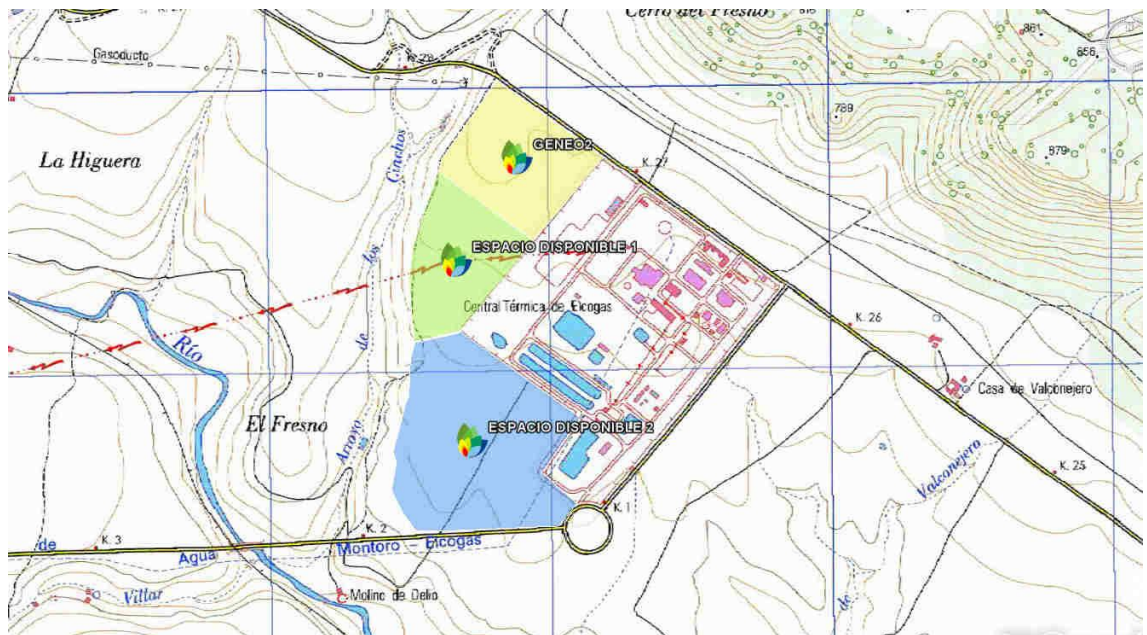 Cerro del Fresno
861
856
K. 28
Gasoducto
789
La Higuera
Cinchos
GENEO2
K. 27
879
los
ESPACIO DISPONIBLE 1
Central Térmica de Elcogas
de
Río
K. 26
Casa de Valconejero
El Fresno
Arroyo
ESPACIO DISPONIBLE 2
Valconejero
K. 25
K. 1
K. 2
K. 3
de Agua Montoro - Elcogas
Villar
Molino de Delio
de